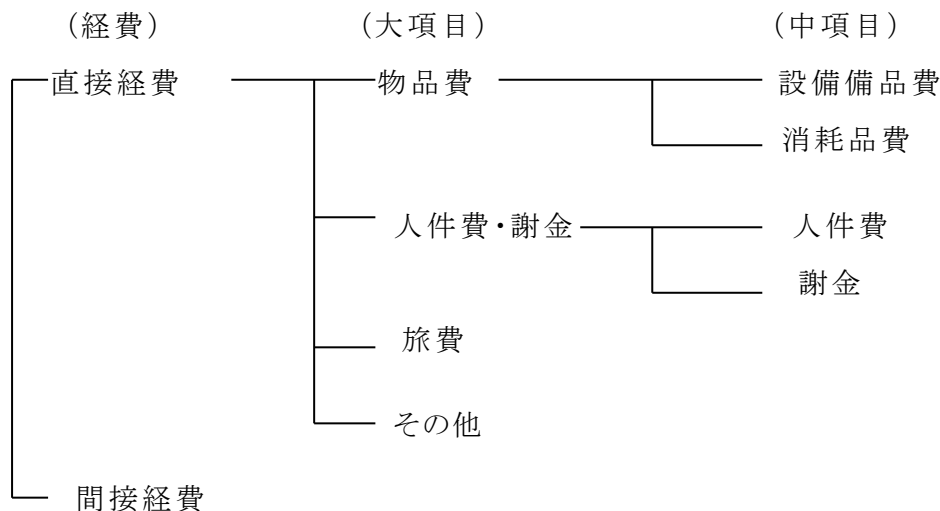 (経費) (大項目) (中項目)
直接経費 物品費 設備備品費
消耗品費
人件費・謝金 人件費
謝金
旅費
その他
間接経費